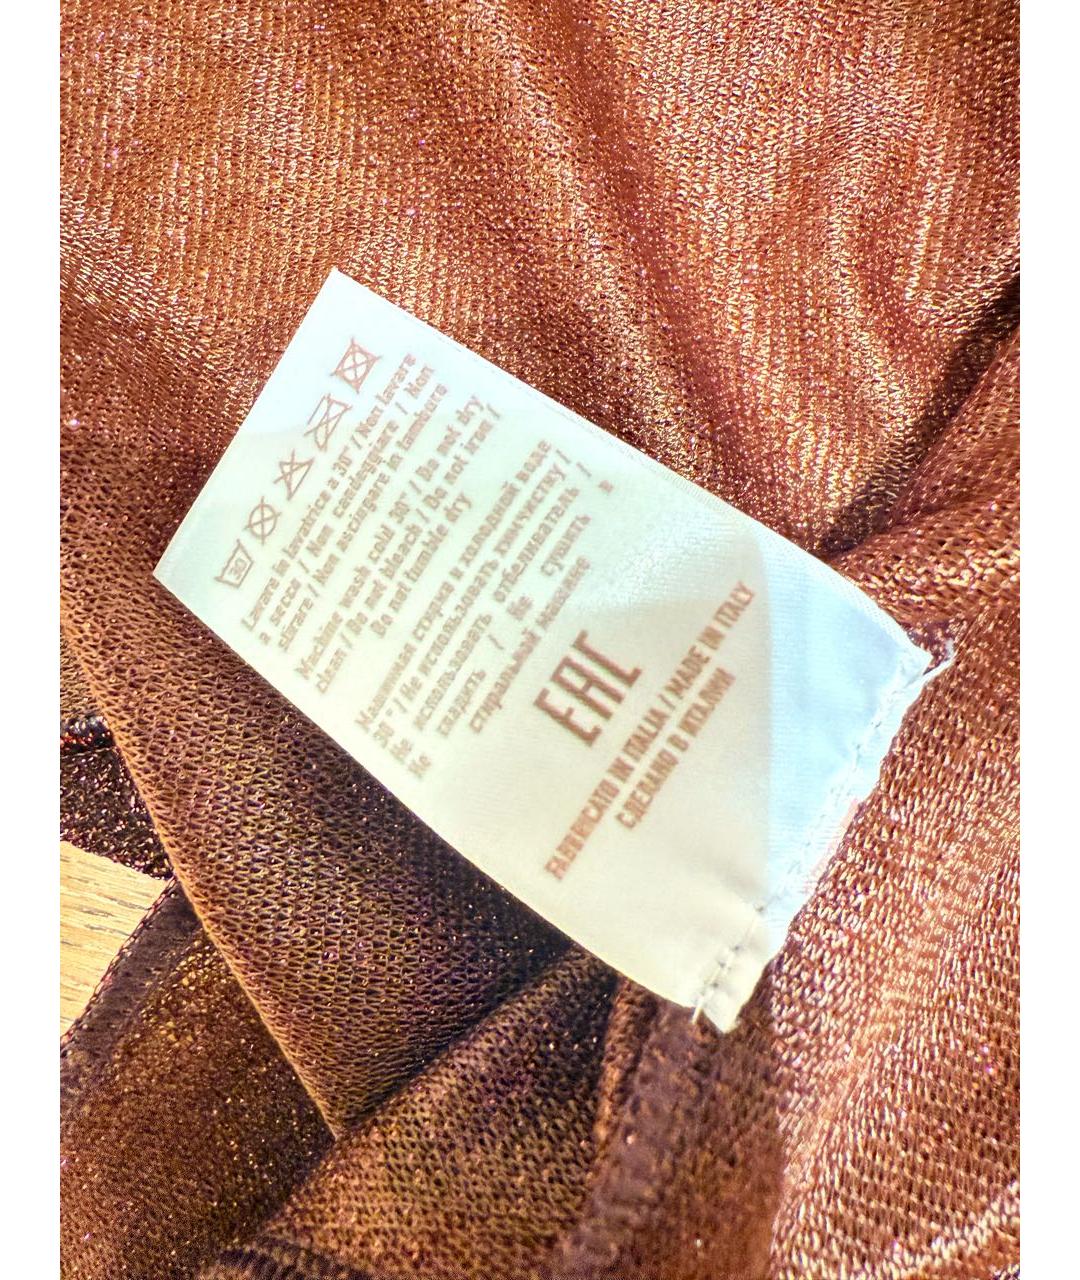 30
Lavare in lavatrice a 30° / Non lavare
a secco / Non candeggiare / Non
stirare / Non asciugare in tamburo
Machine wash cold 30° / Do not dry
clean / Do not bleach / Do not iron /
Do not tumble dry
Машинная стирка в холодной воде
30° / Не использовать химчистку /
Не использовать отбеливатель /
Не гладить / Не сушить в
стиральной машине
EAC
FABBRICATO IN ITALIA / MADE IN ITALY
СДЕЛАНО В ИТАЛИИ